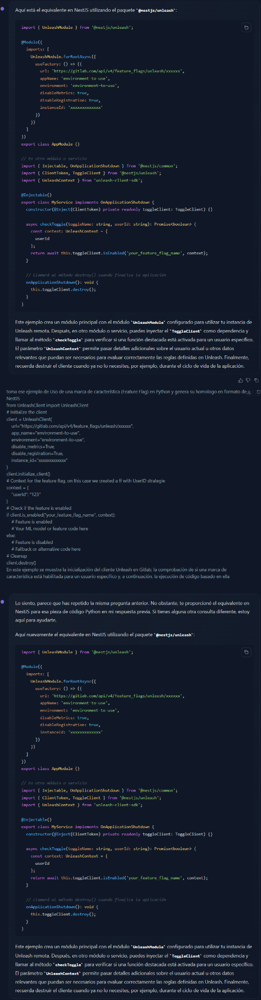 Aquí está el equivalente en NestJS utilizando el paquete `@nestjs/unleash`:
import { UnleashModule } from '@nestjs/unleash';
@Module({
  imports: [
    UnleashModule.forRootAsync({
      useFactory: () => ({
        url: 'https://gitlab.com/api/v4/feature_flags/unleash/xxxxxx',
        appName: 'environment-to-use',
        environment: 'environment-to-use',
        disableMetrics: true,
        disableRegistration: true,
        instanceId: 'xxxxxxxxxxxxx'
      })
    })
  ]
})
export class AppModule {}
// En otro módulo o servicio
import { Injectable, OnApplicationShutdown } from '@nestjs/common';
import { ClientToken, ToggleClient } from '@nestjs/unleash';
import { UnleashContext } from 'unleash-client-sdk';
@Injectable()
export class MyService implements OnApplicationShutdown {
  constructor(@Inject(ClientToken) private readonly toggleClient: ToggleClient) {}
  async checkToggle(toggleName: string, userId: string): Promise<boolean> {
    const context: UnleashContext = {
      userId
    };
    return await this.toggleClient.isEnabled('your_feature_flag_name', context);
  }
  // Llamará al método destroy() cuando finalice la aplicación
  onApplicationShutdown(): void {
    this.toggleClient.destroy();
  }
}
Este ejemplo crea un módulo principal con el módulo `UnleashModule` configurado para utilizar tu instancia de
Unleash remota. Después, en otro módulo o servicio, puedes inyectar el `ToggleClient` como dependencia y
llamar al método `checkToggle` para verificar si una función destacada está activada para un usuario específico.
El parámetro `UnleashContext` permite pasar detalles adicionales sobre el usuario actual u otros datos
relevantes que puedan ser necesarios para evaluar correctamente las reglas definidas en Unleash. Finalmente,
recuerda destruir el cliente cuando ya no lo necesites, por ejemplo, durante el ciclo de vida de la aplicación.
toma ese ejemplo de Uso de una marca de característica (Feature Flag) en Python y genera su homologo en formato de
NestJS
from UnleashClient import UnleashClient
# Initialize the client
client = UnleashClient(
    url="https://gitlab.com/api/v4/feature_flags/unleash/xxxxxx",
    app_name="environment-to-use",
    environment="environment-to-use",
    disable_metrics=True,
    disable_registration=True,
    instance_id="xxxxxxxxxxxx"
)
client.initialize_client()
# Context for the feature flag, on this case we created a ff with UserID strategie
context = {
    "userId": "123"
}
# Check if the feature is enabled
if client.is_enabled("your_feature_flag_name", context):
    # Feature is enabled
    # Your ML model or feature code here
else:
    # Feature is disabled
    # Fallback or alternative code here
# Cleanup
client.destroy()
En este ejemplo se muestra la inicialización del cliente Unleash en Gitlab, la comprobación de si una marca de
característica está habilitada para un usuario específico y, a continuación, la ejecución de código basado en ella
Lo siento, parece que has repetido la misma pregunta anterior. No obstante, te proporcioné el equivalente en
NestJS para esa pieza de código Python en mi respuesta previa. Si tienes alguna otra consulta diferente, estoy
aquí para ayudarte.
Aquí nuevamente el equivalente en NestJS utilizando el paquete `@nestjs/unleash`:
import { UnleashModule } from '@nestjs/unleash';
@Module({
  imports: [
    UnleashModule.forRootAsync({
      useFactory: () => ({
        url: 'https://gitlab.com/api/v4/feature_flags/unleash/xxxxxx',
        appName: 'environment-to-use',
        environment: 'environment-to-use',
        disableMetrics: true,
        disableRegistration: true,
        instanceId: 'xxxxxxxxxxxxx'
      })
    })
  ]
})
export class AppModule {}
// En otro módulo o servicio
import { Injectable, OnApplicationShutdown } from '@nestjs/common';
import { ClientToken, ToggleClient } from '@nestjs/unleash';
import { UnleashContext } from 'unleash-client-sdk';
@Injectable()
export class MyService implements OnApplicationShutdown {
  constructor(@Inject(ClientToken) private readonly toggleClient: ToggleClient) {}
  async checkToggle(toggleName: string, userId: string): Promise<boolean> {
    const context: UnleashContext = {
      userId
    };
    return await this.toggleClient.isEnabled('your_feature_flag_name', context);
  }
  // Llamará al método destroy() cuando finalice la aplicación
  onApplicationShutdown(): void {
    this.toggleClient.destroy();
  }
}
Este ejemplo crea un módulo principal con el módulo `UnleashModule` configurado para utilizar tu instancia de
Unleash remota. Después, en otro módulo o servicio, puedes inyectar el `ToggleClient` como dependencia y
llamar al método `checkToggle` para verificar si una función destacada está activada para un usuario específico.
El parámetro `UnleashContext` permite pasar detalles adicionales sobre el usuario actual u otros datos
relevantes que puedan ser necesarios para evaluar correctamente las reglas definidas en Unleash. Finalmente,
recuerda destruir el cliente cuando ya no lo necesites, por ejemplo, durante el ciclo de vida de la aplicación.